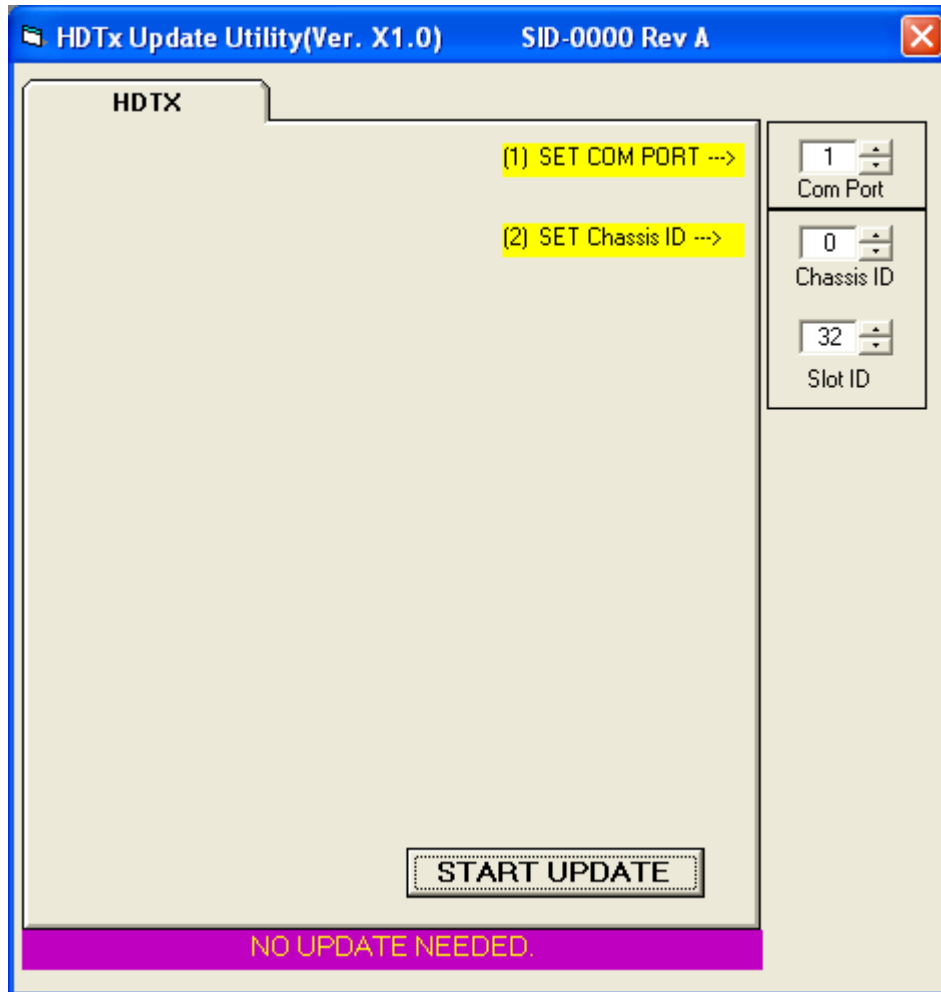 HDTx Update Utility(Ver. X1.0) SID-0000 Rev A
HDTX
(1) SET COM PORT --->
1
Com Port
(2) SET Chassis ID --->
0
Chassis ID
32
Slot ID
START UPDATE
NO UPDATE NEEDED.